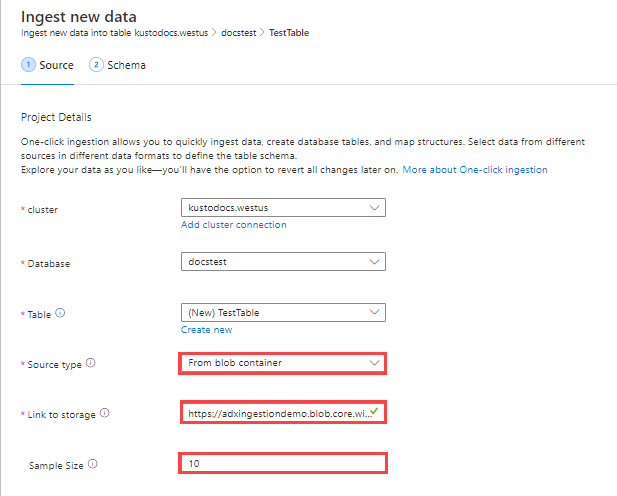 Ingest new data
Ingest new data into table kustodocs.westus > docstest > TestTable
1 Source 2 Schema
Project Details
One-click ingestion allows you to quickly ingest data, create database tables, and map structures. Select data from different
sources in different data formats to define the table schema.
Explore your data as you like—you'll have the option to revert all changes later on. More about One-click ingestion
* cluster kustodocs.westus
Add cluster connection
* Database docstest
* Table (New) TestTable
Create new
* Source type From blob container
* Link to storage https://adxingestiondemo.blob.core.wi...
Sample Size 10